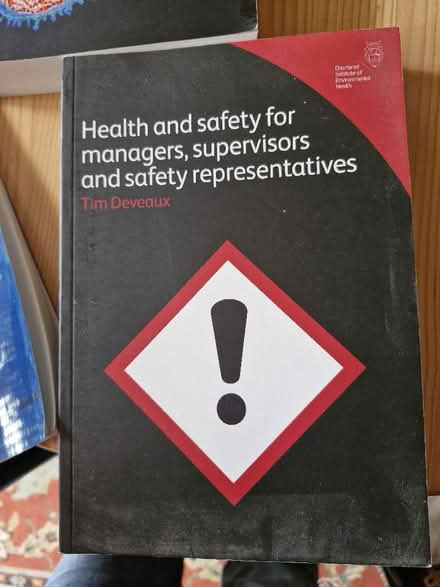 Chartered
Institute of
Environmental
Health
Health and safety for
managers, supervisors
and safety representatives
Tim Deveaux